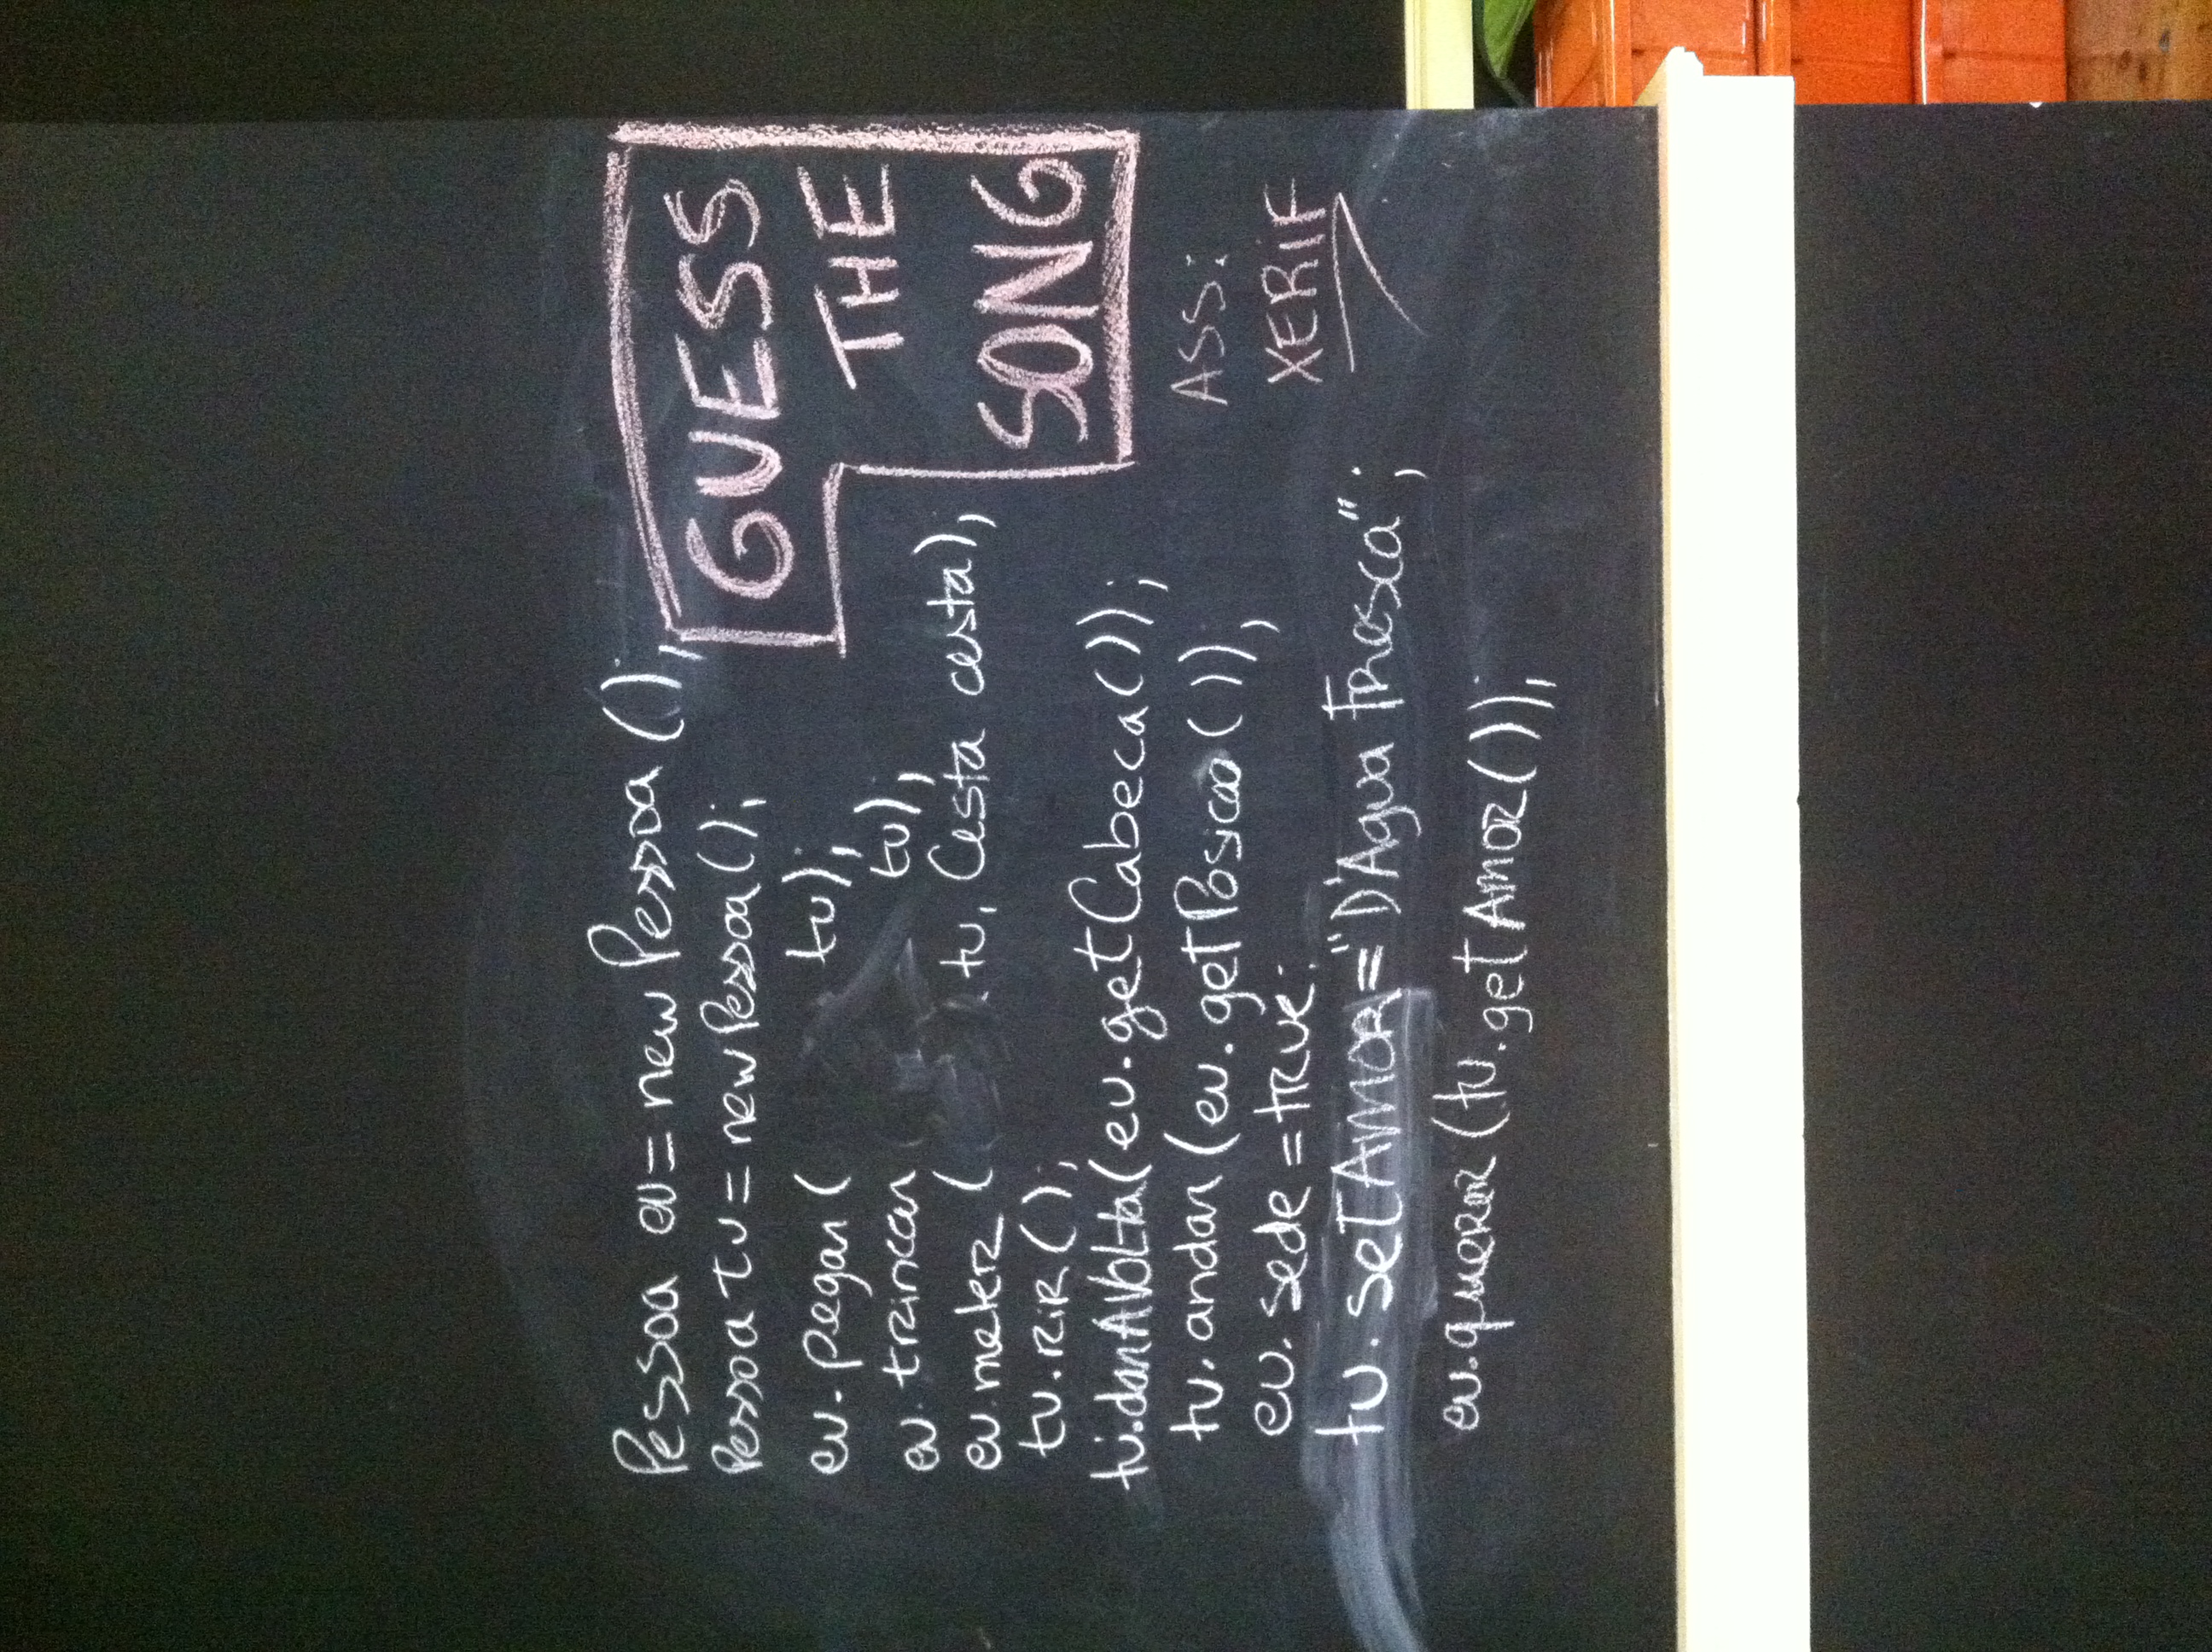 Pessoa eu = new Pessoa ();
Pessoa tu = new Pessoa ();
eu. pegar ( tu);
eu. trincar tu);
eu. meter ( . tu, Cesta cesta);
tu. RiR ();
tu.darAVolta(eu.getCabeca());
tu. andar (eu. getPosicao ());
eu. sede = true:
tu. setAmor="D'Agua Fresca";
eu.querer (tu.getAmor());
GUESS
THE
SONG
ASS:
XERiF